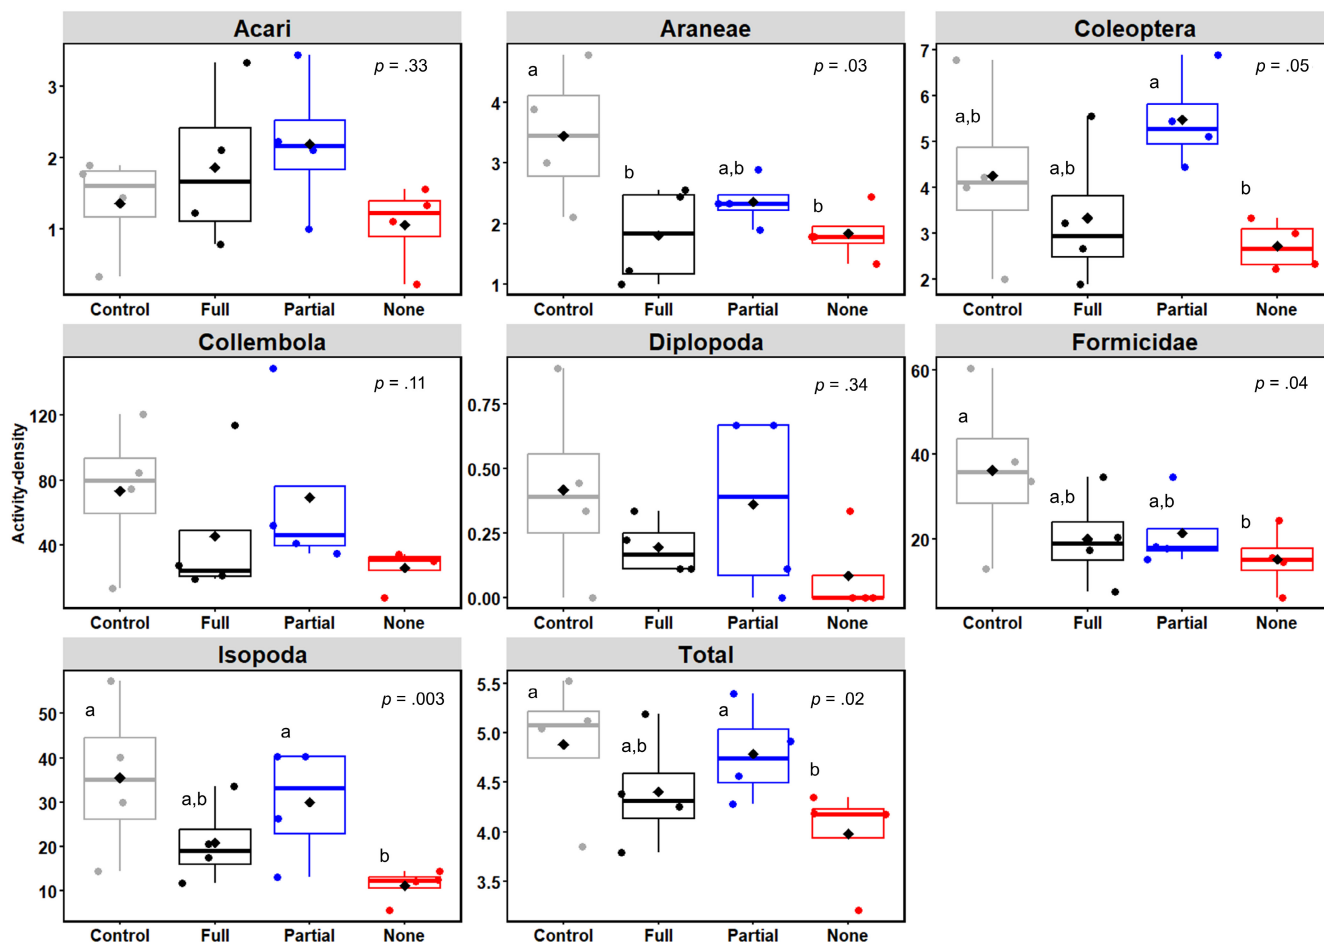 Acari
Araneae
Coleoptera
p = .33
p = .03
p = .05
a
b
a,b
b
a,b
a,b
a
b
3
2
1
4
3
2
1
7
6
5
4
3
2
Control Full Partial None
Control Full Partial None
Control Full Partial None
Collembola
Diplopoda
Formicidae
p = .11
p = .34
p = .04
a
a,b
a,b
b
Activity-density
120
80
40
0.75
0.50
0.25
0.00
60
40
20
Control Full Partial None
Control Full Partial None
Control Full Partial None
Isopoda
Total
p = .003
p = .02
a
a,b
a
b
a
a,b
a
b
50
40
30
20
10
5.5
5.0
4.5
4.0
3.5
Control Full Partial None
Control Full Partial None